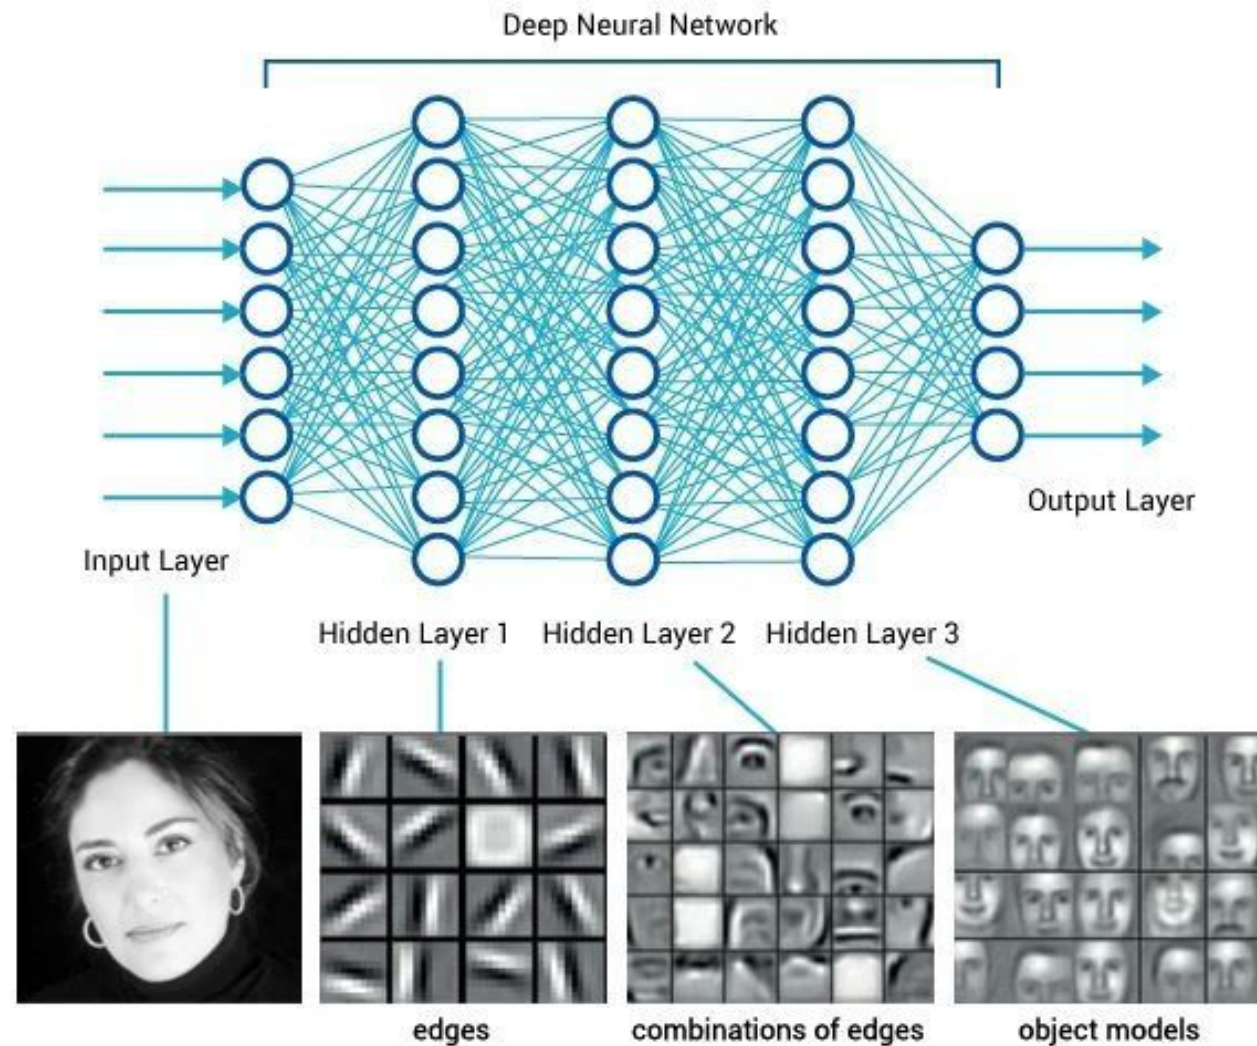 Deep Neural Network
Output Layer
Input Layer
Hidden Layer 1 Hidden Layer 2 Hidden Layer 3
edges combinations of edges object models